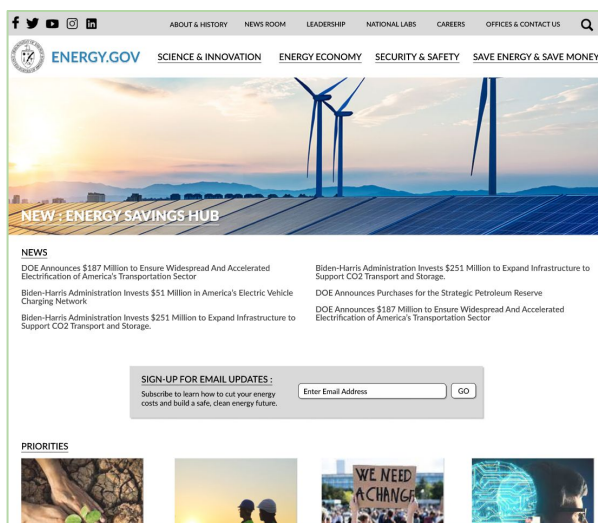 ABOUT & HISTORY NEWS ROOM LEADERSHIP NATIONAL LABS CAREERS OFFICES & CONTACT US
ENERGY.GOV SCIENCE & INNOVATION ENERGY ECONOMY SECURITY & SAFETY SAVE ENERGY & SAVE MONEY
NEW : ENERGY SAVINGS HUB
NEWS
DOE Announces $187 Million to Ensure Widespread And Accelerated
Electrification of America's Transportation Sector
Biden-Harris Administration Invests $51 Million in America's Electric Vehicle
Charging Network
Biden-Harris Administration Invests $251 Million to Expand Infrastructure to
Support CO2 Transport and Storage.
Biden-Harris Administration Invests $251 Million to Expand Infrastructure to
Support CO2 Transport and Storage.
DOE Announces Purchases for the Strategic Petroleum Reserve
DOE Announces $187 Million to Ensure Widespread And Accelerated
Electrification of America's Transportation Sector
SIGN-UP FOR EMAIL UPDATES :
Subscribe to learn how to cut your energy
costs and build a safe, clean energy future.
Enter Email Address
GO
PRIORITIES
WE NEED
A CHANGE